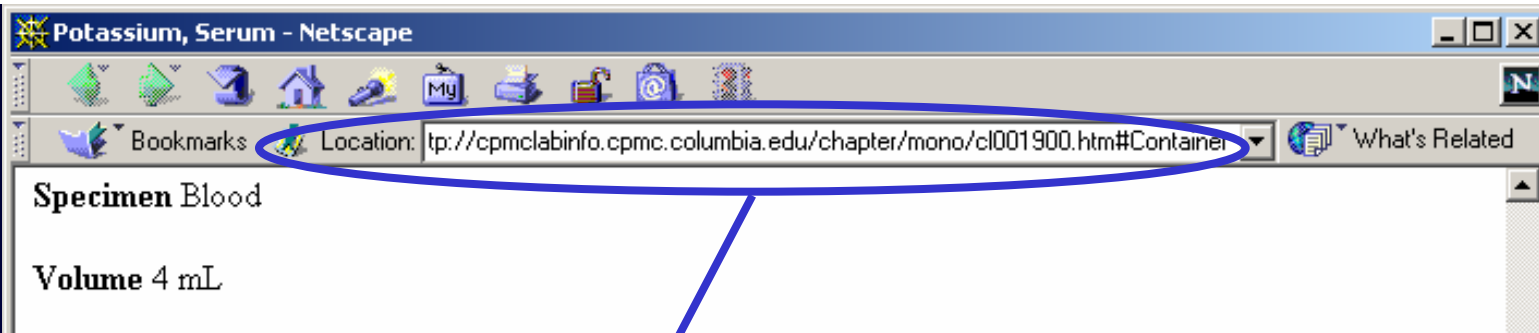 Potassium, Serum - Netscape
My
N
Bookmarks Location: tp://cpmclabinfo.cpmc.columbia.edu/chapter/mono/cl001900.htm#Container What's Related
Specimen Blood
Volume 4 mL